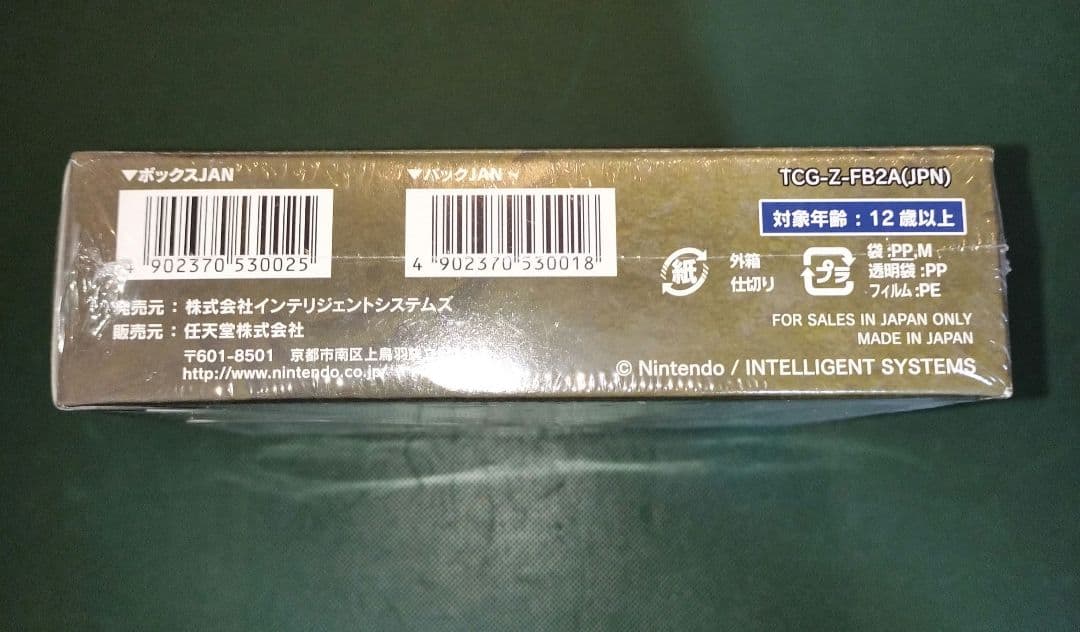 ▼ボックスJAN
4 902370 530025
▼パックJAN
4 902370 530018
TCG-Z-FB2A(JPN)
対象年齢：12歳以上
紙
外箱
仕切り
プラ
袋:PP,M
透明袋:PP
フィルム:PE
発売元：株式会社インテリジェントシステムズ
販売元：任天堂株式会社
〒601-8501 京都市南区上鳥羽
http://www.nintendo.co.jp/
FOR SALES IN JAPAN ONLY
MADE IN JAPAN
© Nintendo / INTELLIGENT SYSTEMS